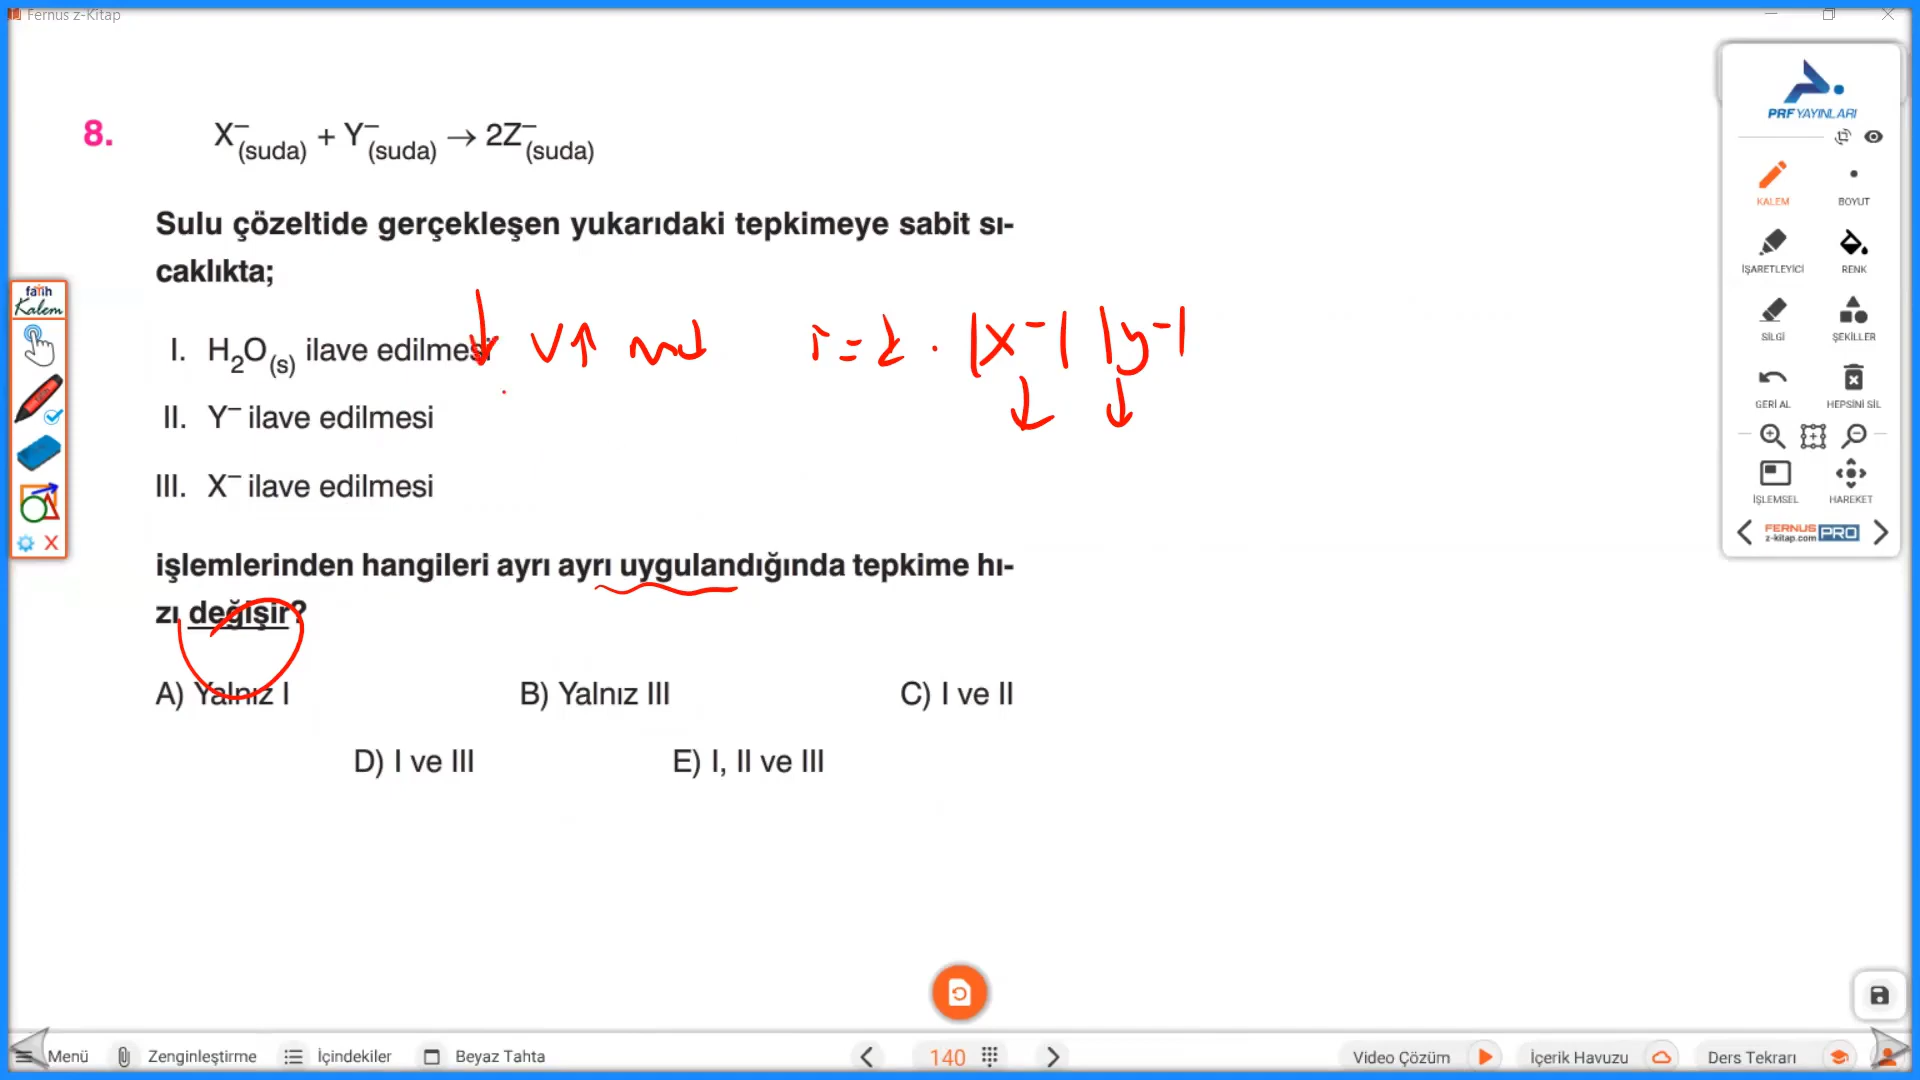 Fernus z-Kitap
8. X⁻(suda) + Y⁻(suda) → 2Z⁻(suda)
Sulu çözeltide gerçekleşen yukarıdaki tepkimeye sabit sı-
caklıkta;
I. H₂O(s) ilave edilmesi ↓ V↑ M↓ r = k · |X⁻| |y⁻|
↓ ↓
II. Y⁻ ilave edilmesi
III. X⁻ ilave edilmesi
işlemlerinden hangileri ayrı ayrı uygulandığında tepkime hı-
zı değişir?
A) Yalnız I B) Yalnız III C) I ve II
D) I ve III E) I, II ve III
fatih
Kalem
PRF YAYINLARI
KALEM BOYUT
İŞARETLEYİCİ RENK
SİLGİ ŞEKİLLER
GERİ AL HEPSİNİ SİL
İŞLEMSEL HAREKET
FERNUS
z-kitap.com PRO
Menü Zenginleştirme İçindekiler Beyaz Tahta 140 Video Çözüm İçerik Havuzu Ders Tekrarı